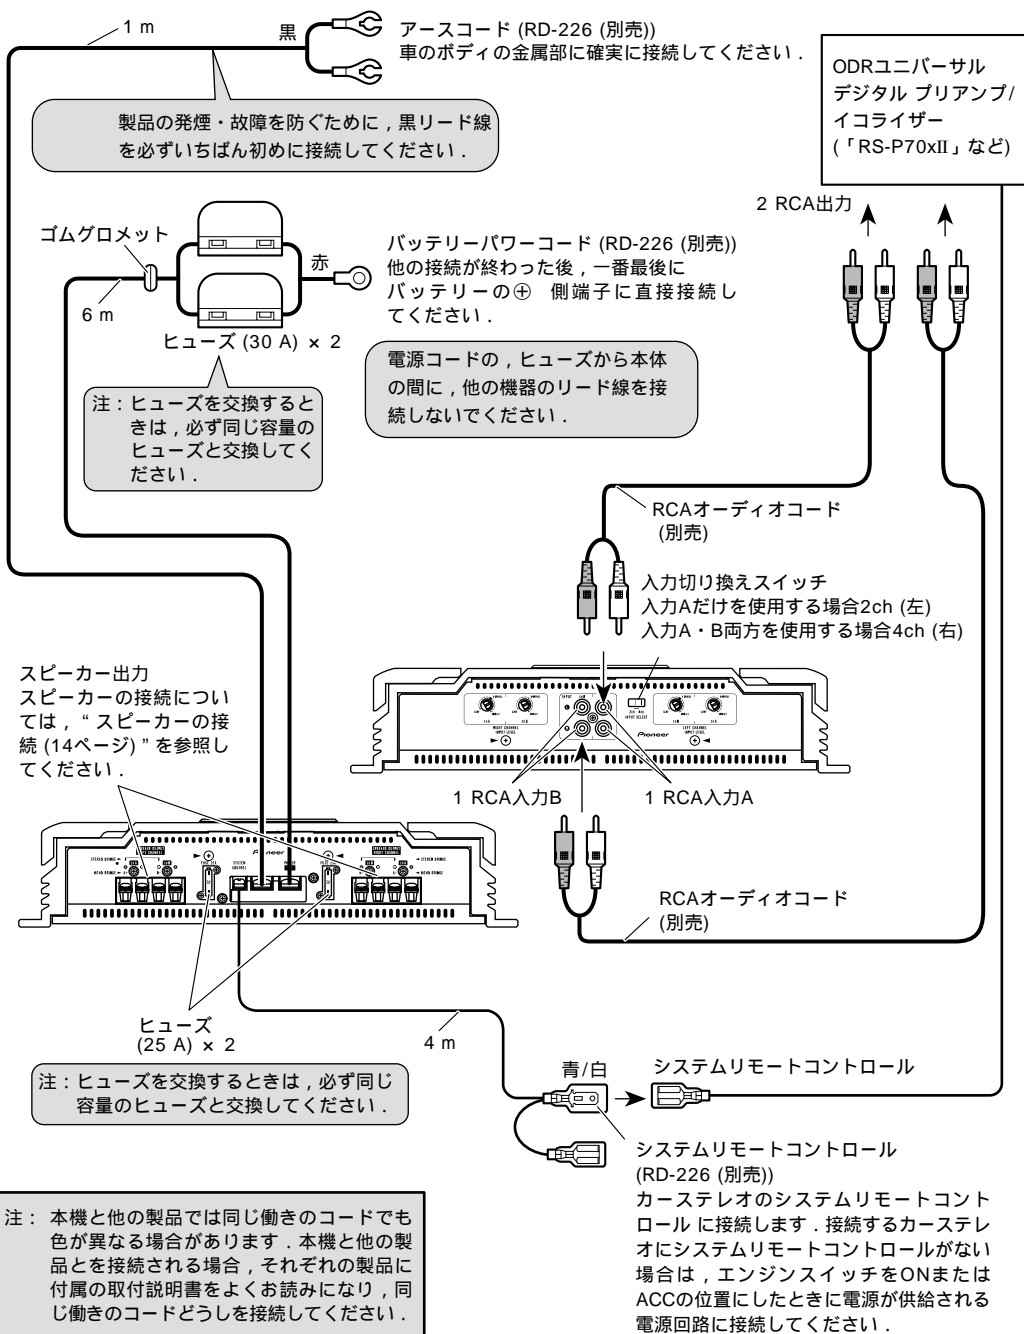 1 m
黒
アースコード (RD-226 (別売))
車のボディの金属部に確実に接続してください．
製品の発煙・故障を防ぐために，黒リード線
を必ずいちばん初めに接続してください．
ODRユニバーサル
デジタル プリアンプ/
イコライザー
(「RS-P70xII」など)
2 RCA出力
ゴムグロメット
6 m
赤
バッテリーパワーコード (RD-226 (別売))
他の接続が終わった後，一番最後に
バッテリーの⊕ 側端子に直接接続し
てください．
ヒューズ (30 A) × 2
注：ヒューズを交換すると
きは，必ず同じ容量の
ヒューズと交換してく
ださい．
電源コードの，ヒューズから本体
の間に，他の機器のリード線を接
続しないでください．
RCAオーディオコード
(別売)
入力切り換えスイッチ
入力Aだけを使用する場合2ch (左)
入力A・B両方を使用する場合4ch (右)
スピーカー出力
スピーカーの接続につい
ては，“ スピーカーの接
続 (14ページ) ” を参照し
てください．
INPUT
INPUT SELECT
RIGHT CHANNEL
INPUT LEVEL
LEFT CHANNEL
INPUT LEVEL
Pioneer
1 RCA入力B
1 RCA入力A
SPEAKER OUTPUT
RIGHT CHANNEL
STEREO BRIDGE
MONO BRIDGE
SYSTEM
CONTROL
Pioneer
POWER
STEREO BRIDGE
MONO BRIDGE
RCAオーディオコード
(別売)
ヒューズ
(25 A) × 2
4 m
注：ヒューズを交換するときは，必ず同じ
容量のヒューズと交換してください．
青/白
システムリモートコントロール
システムリモートコントロール
(RD-226 (別売))
カーステレオのシステムリモートコント
ロール に接続します．接続するカーステレ
オにシステムリモートコントロールがない
場合は，エンジンスイッチをONまたは
ACCの位置にしたときに電源が供給される
電源回路に接続してください．
注： 本機と他の製品では同じ働きのコードでも
色が異なる場合があります．本機と他の製
品とを接続される場合，それぞれの製品に
付属の取付説明書をよくお読みになり，同
じ働きのコードどうしを接続してください．